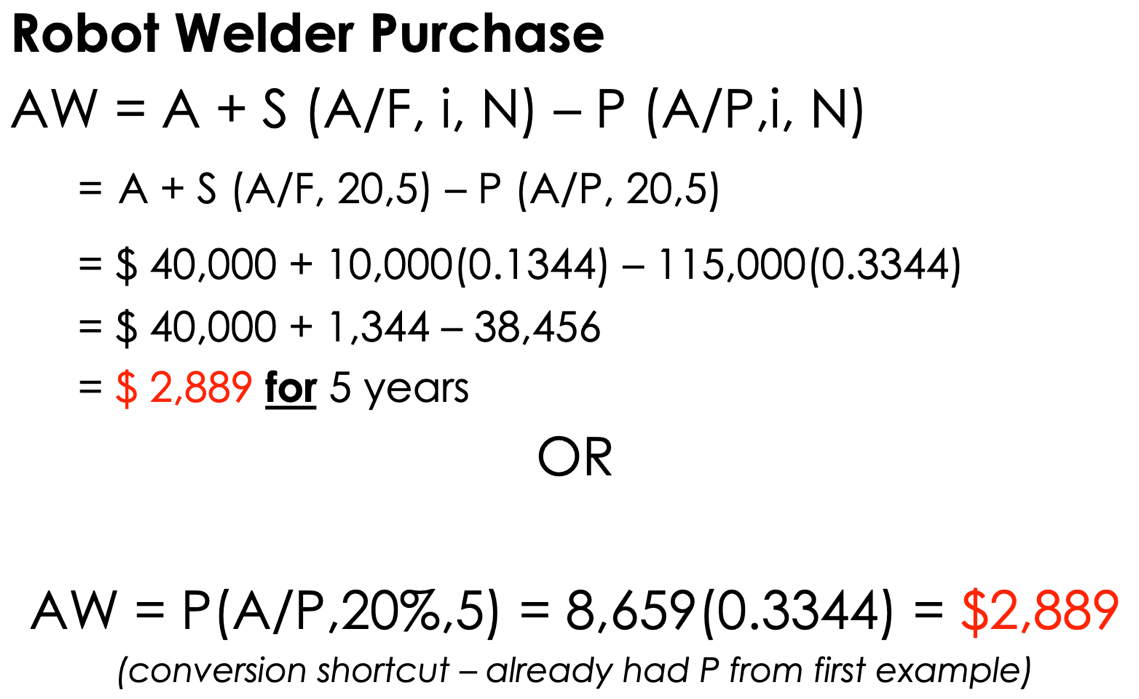 Robot Welder Purchase
AW = A + S (A/F, i, N) – P (A/P,i, N)
= A + S (A/F, 20,5) – P (A/P, 20,5)
= $ 40,000 + 10,000(0.1344) – 115,000(0.3344)
= $ 40,000 + 1,344 – 38,456
= $ 2,889 for 5 years
OR
AW = P(A/P,20%,5) = 8,659(0.3344) = $2,889
(conversion shortcut – already had P from first example)